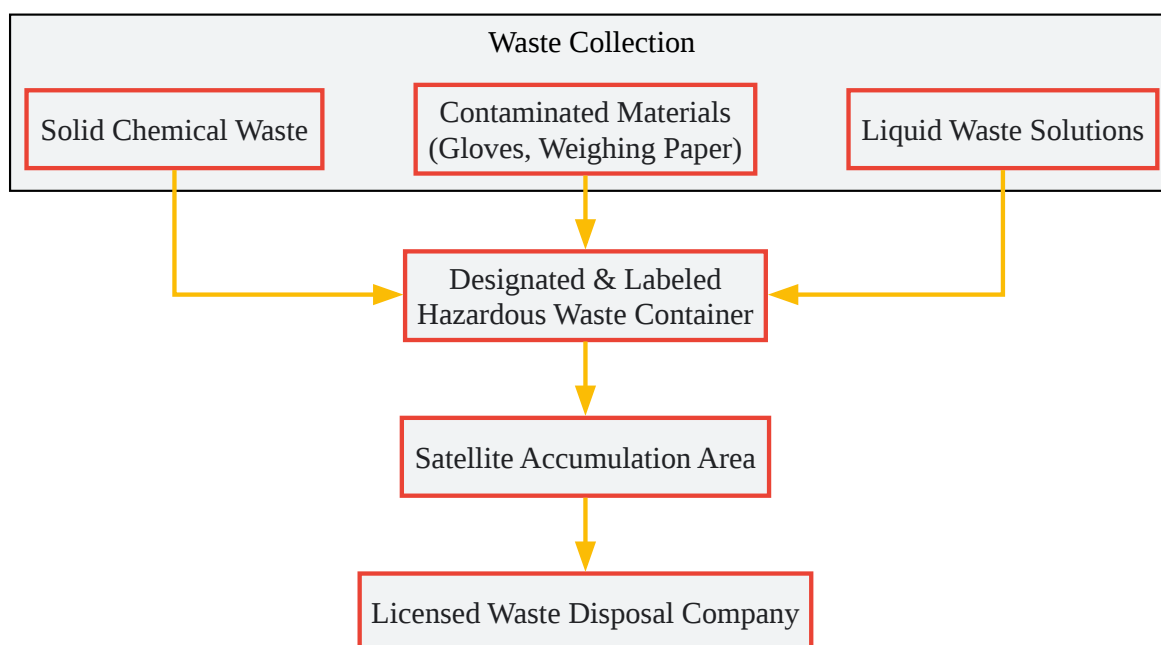 Waste Collection
Solid Chemical Waste
Contaminated Materials
(Gloves, Weighing Paper)
Liquid Waste Solutions
Designated & Labeled
Hazardous Waste Container
Satellite Accumulation Area
Licensed Waste Disposal Company